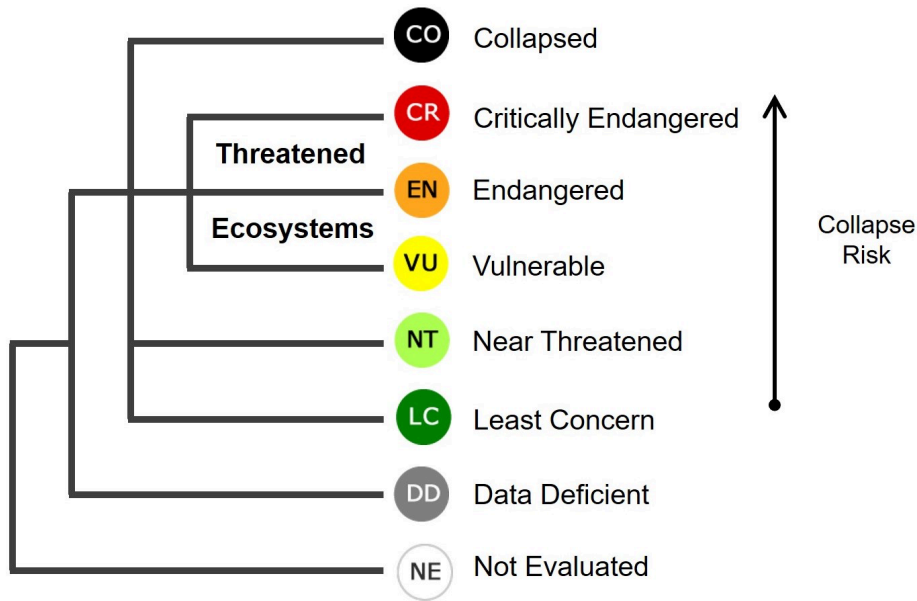 CO Collapsed
CR Critically Endangered
Threatened
EN Endangered
Ecosystems
Collapse
Risk
VU Vulnerable
NT Near Threatened
LC Least Concern
DD Data Deficient
NE Not Evaluated